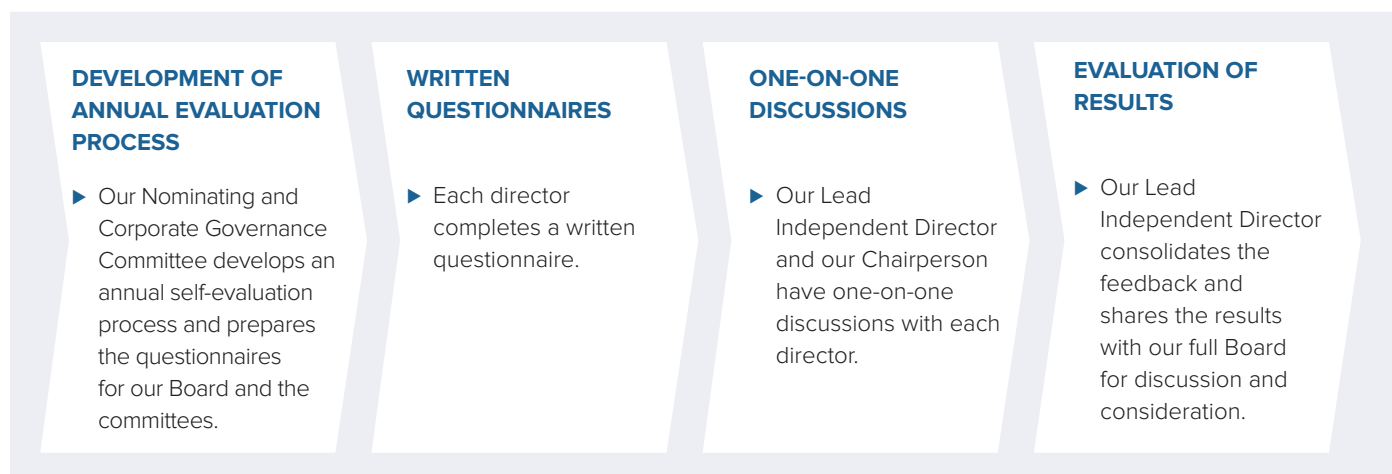 DEVELOPMENT OF
ANNUAL EVALUATION
PROCESS
▶ Our Nominating and
Corporate Governance
Committee develops an
annual self-evaluation
process and prepares
the questionnaires
for our Board and the
committees.
WRITTEN
QUESTIONNAIRES
▶ Each director
completes a written
questionnaire.
ONE-ON-ONE
DISCUSSIONS
▶ Our Lead
Independent Director
and our Chairperson
have one-on-one
discussions with each
director.
EVALUATION OF
RESULTS
▶ Our Lead
Independent Director
consolidates the
feedback and
shares the results
with our full Board
for discussion and
consideration.